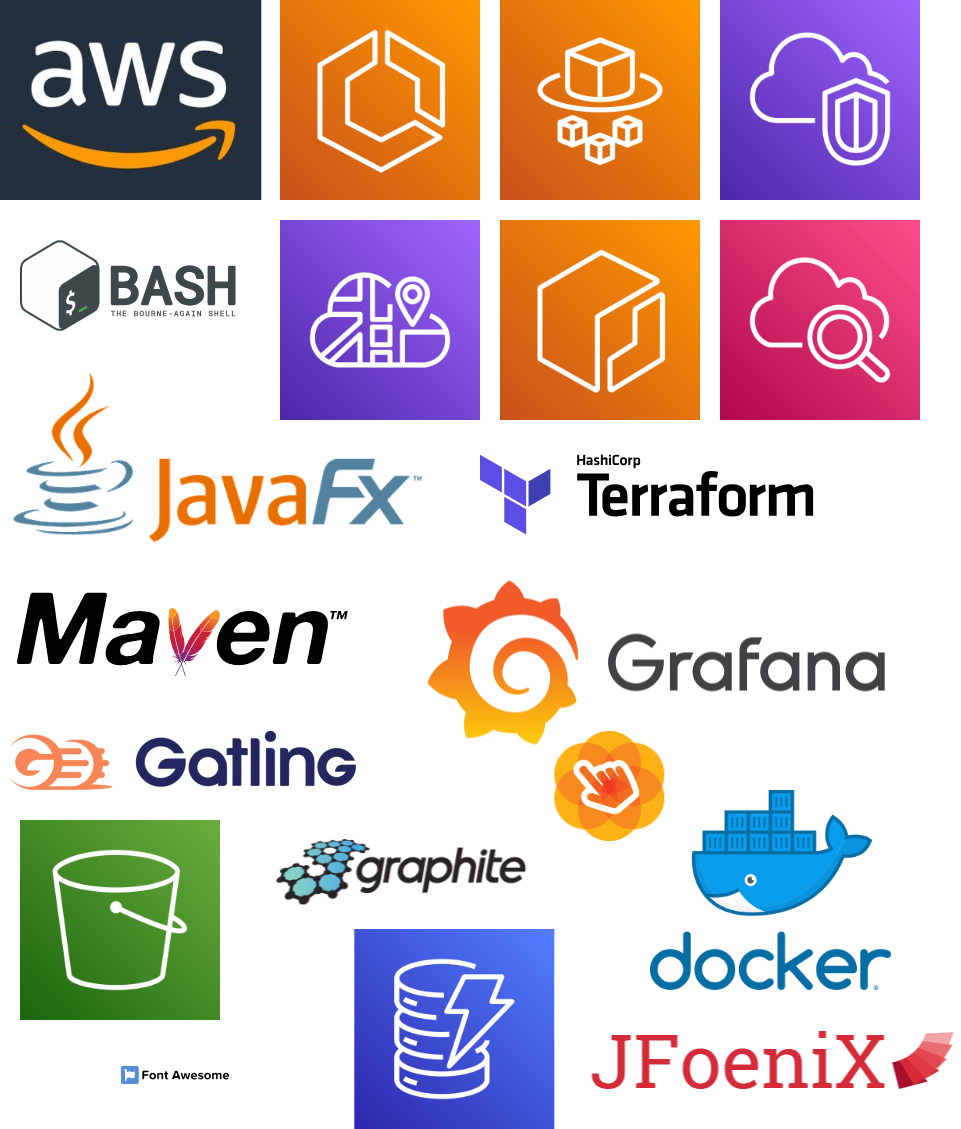 aws
BASH
THE BOURNE-AGAIN SHELL
$_
JavaFx™
HashiCorp
Terraform
Maven™
Grafana
Gatling
graphite
docker®
JFoeniX
Font Awesome